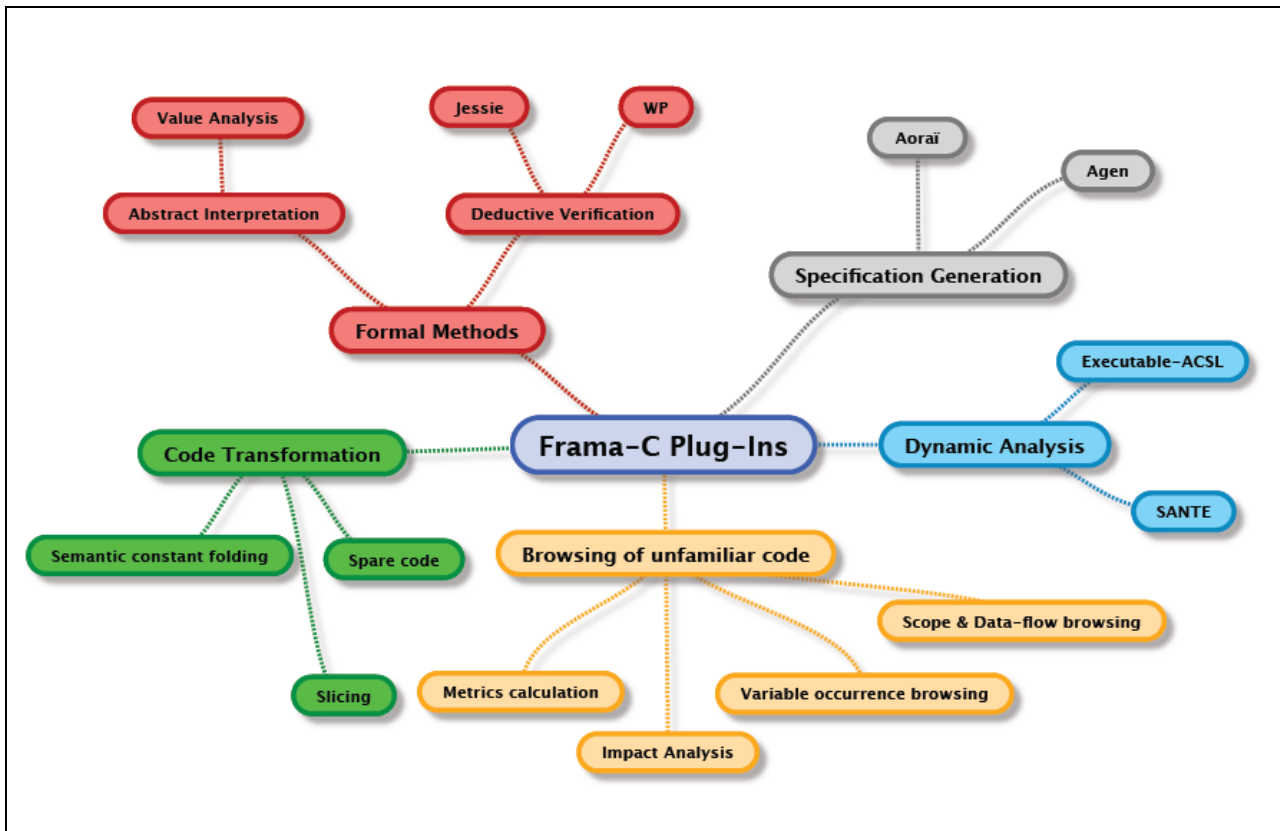 Value Analysis
Jessie
WP
Aoraï
Agen
Abstract Interpretation
Deductive Verification
Specification Generation
Formal Methods
Executable-ACSL
Code Transformation
Frama-C Plug-Ins
Dynamic Analysis
SANTE
Semantic constant folding
Spare code
Browsing of unfamiliar code
Scope & Data-flow browsing
Slicing
Metrics calculation
Variable occurrence browsing
Impact Analysis